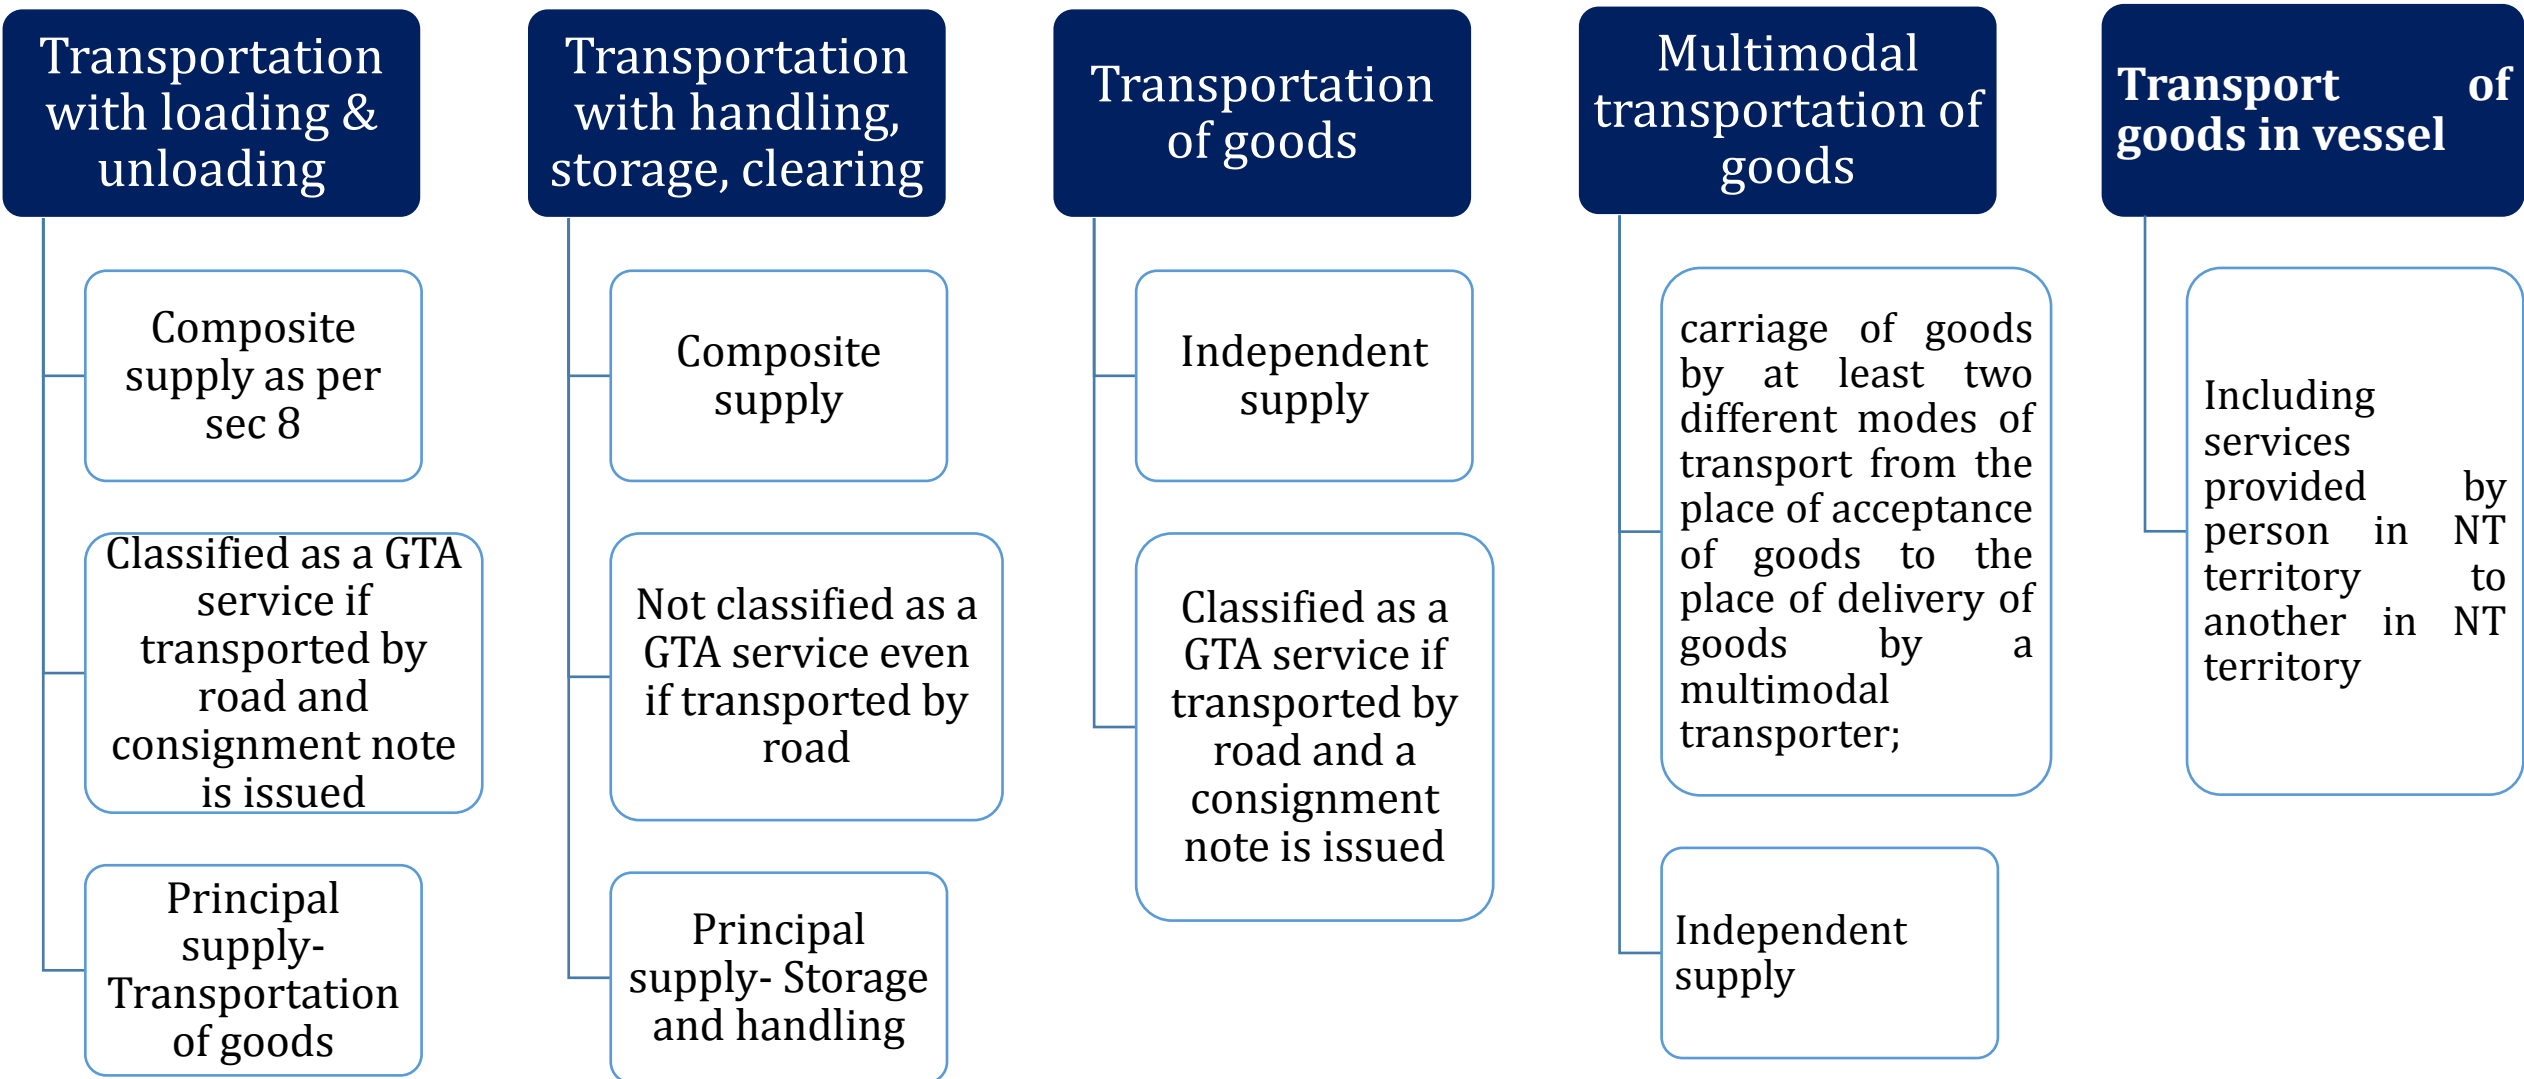 Transportation
with loading &
unloading
Composite
supply as per
sec 8
Classified as a GTA
service if
transported by
road and
consignment note
is issued
Principal
supply-
Transportation
of goods
Transportation
with handling,
storage, clearing
Composite
supply
Not classified as a
GTA service even
if transported by
road
Principal
supply- Storage
and handling
Transportation
of goods
Independent
supply
Classified as a
GTA service if
transported by
road and a
consignment
note is issued
Multimodal
transportation of
goods
carriage of goods
by at least two
different modes of
transport from the
place of acceptance
of goods to the
place of delivery of
goods by a
multimodal
transporter;
Independent
supply
Transport of
goods in vessel
Including
services
provided by
person in NT
territory to
another in NT
territory